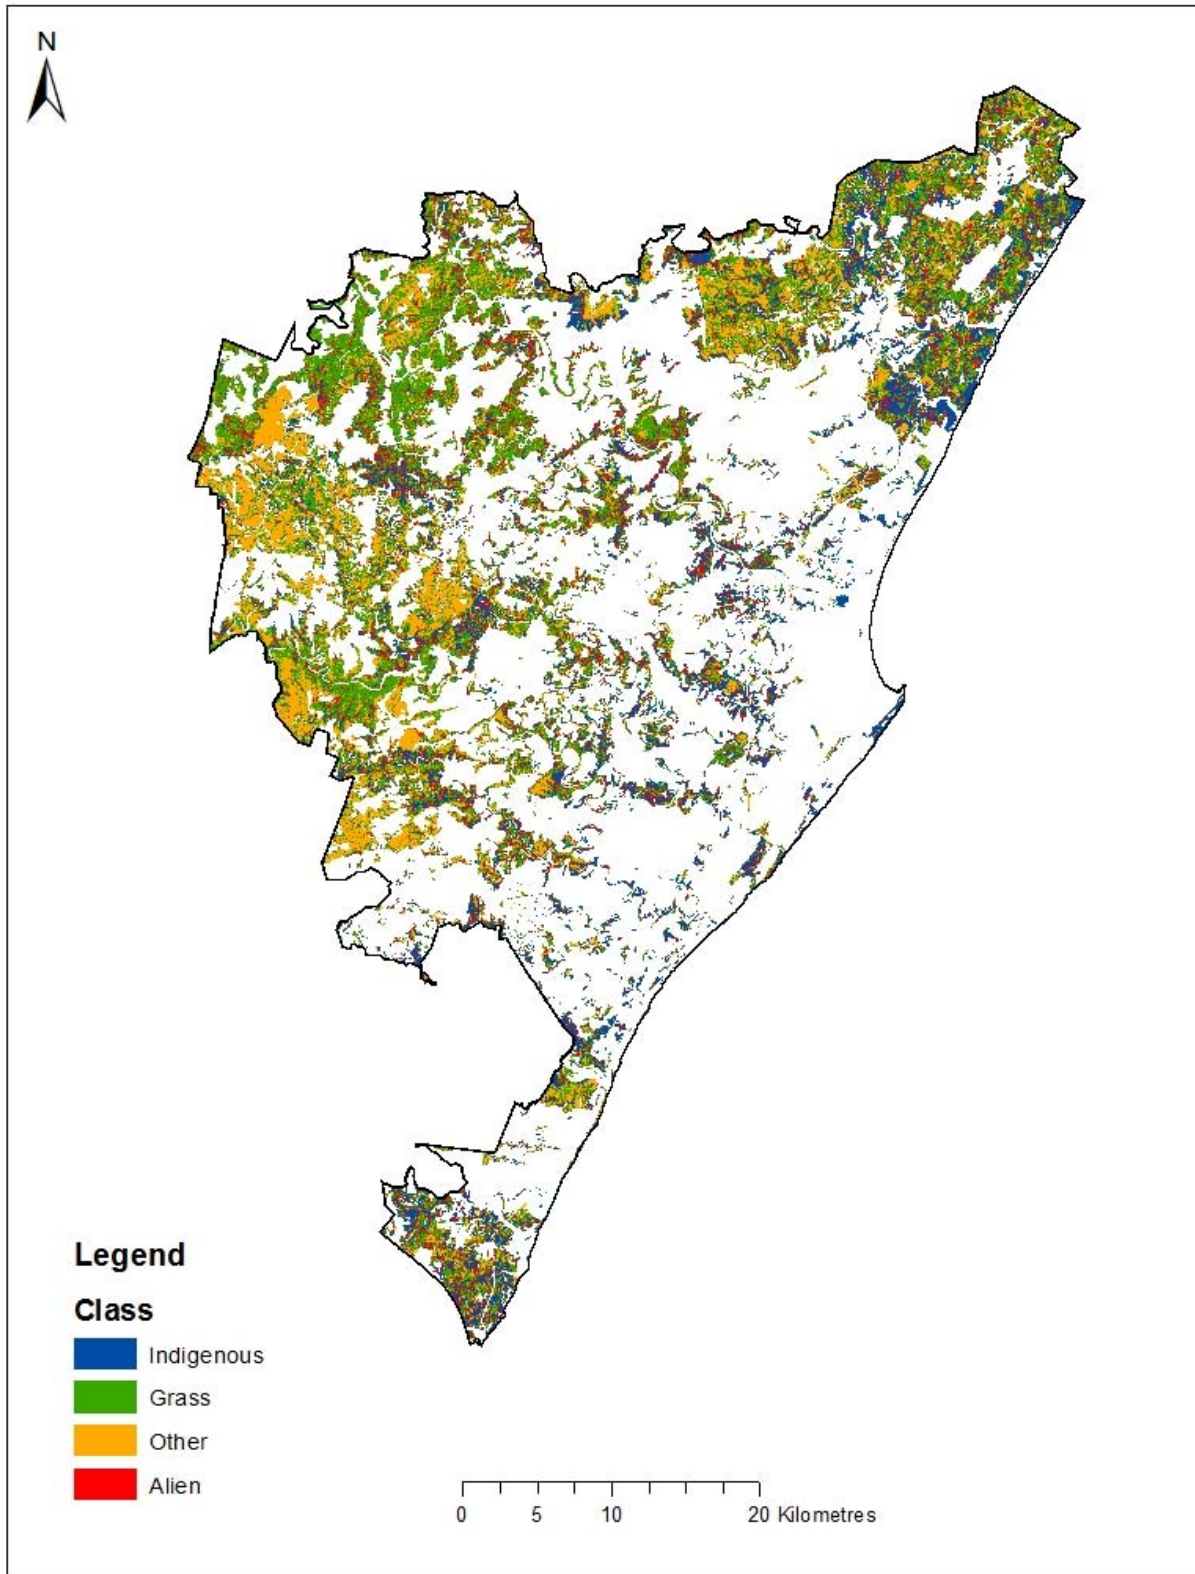 N
Legend
Class
Indigenous
Grass
Other
Alien
0 5 10 20 Kilometres